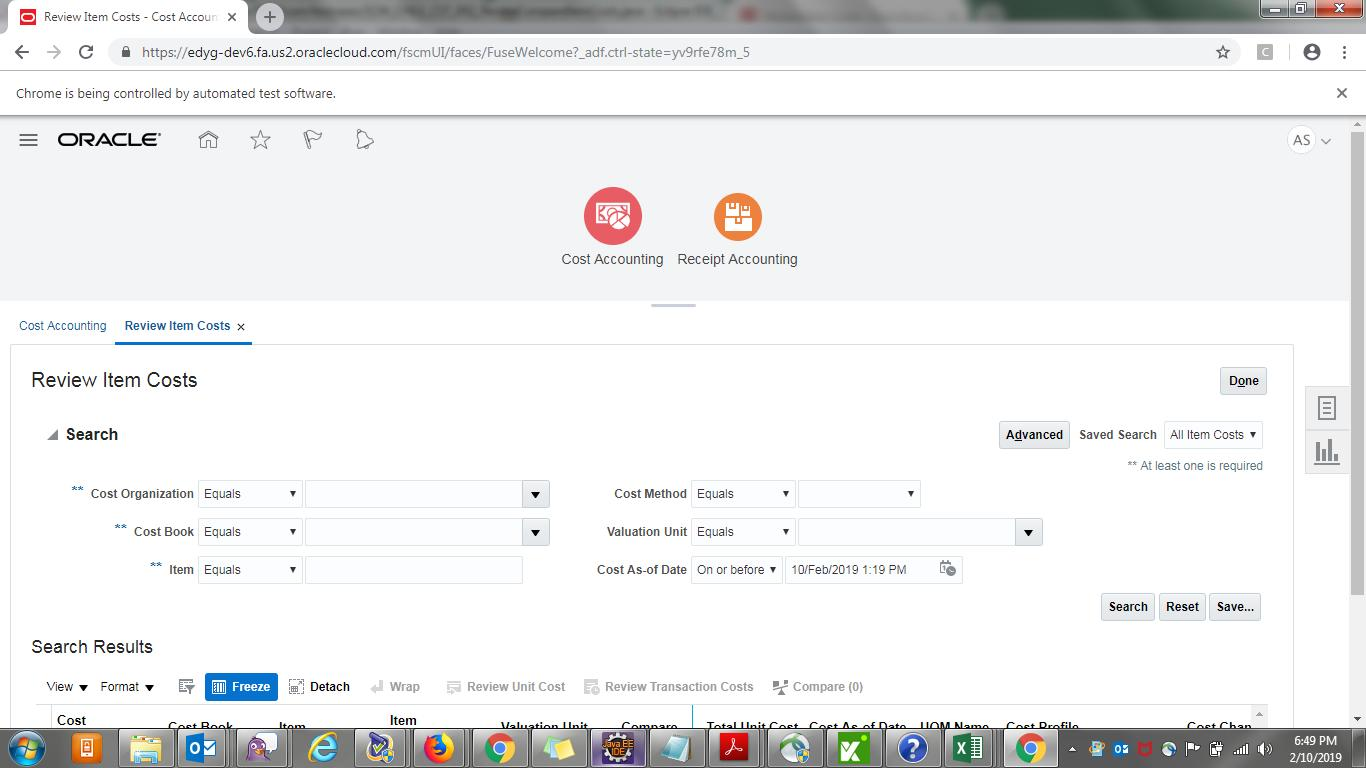 Review Item Costs - Cost Accoun
https://edyg-dev6.fa.us2.oraclecloud.com/fscmUI/faces/FuseWelcome?_adf.ctrl-state=yv9rfe78m_5
Chrome is being controlled by automated test software.
ORACLE
AS
Cost Accounting Receipt Accounting
Cost Accounting Review Item Costs
Review Item Costs Done
Search Advanced Saved Search All Item Costs
** At least one is required
** Cost Organization Equals Cost Method Equals
** Cost Book Equals Valuation Unit Equals
** Item Equals Cost As-of Date On or before 10/Feb/2019 1:19 PM
Search Reset Save...
Search Results
View Format Freeze Detach Wrap Review Unit Cost Review Transaction Costs Compare (0)
Cost Cost Book Item Item Valuation Unit Compare Total Unit Cost Cost As-of Date UOM Name Cost Profile Cost Chan
Java EE IDE
6:49 PM
2/10/2019